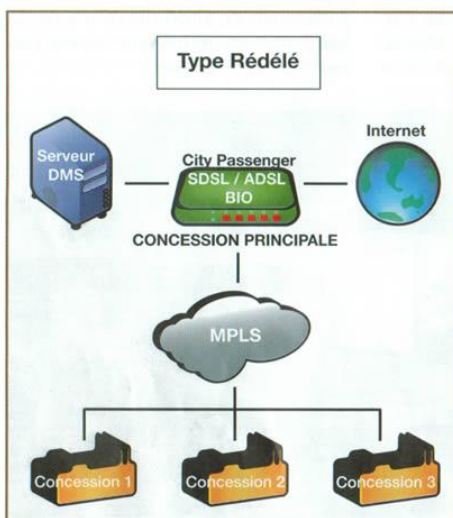 Type Rédélé
Serveur
DMS
City Passenger
SDSL / ADSL
BIO
Internet
CONCESSION PRINCIPALE
MPLS
Concession 1
Concession 2
Concession 3